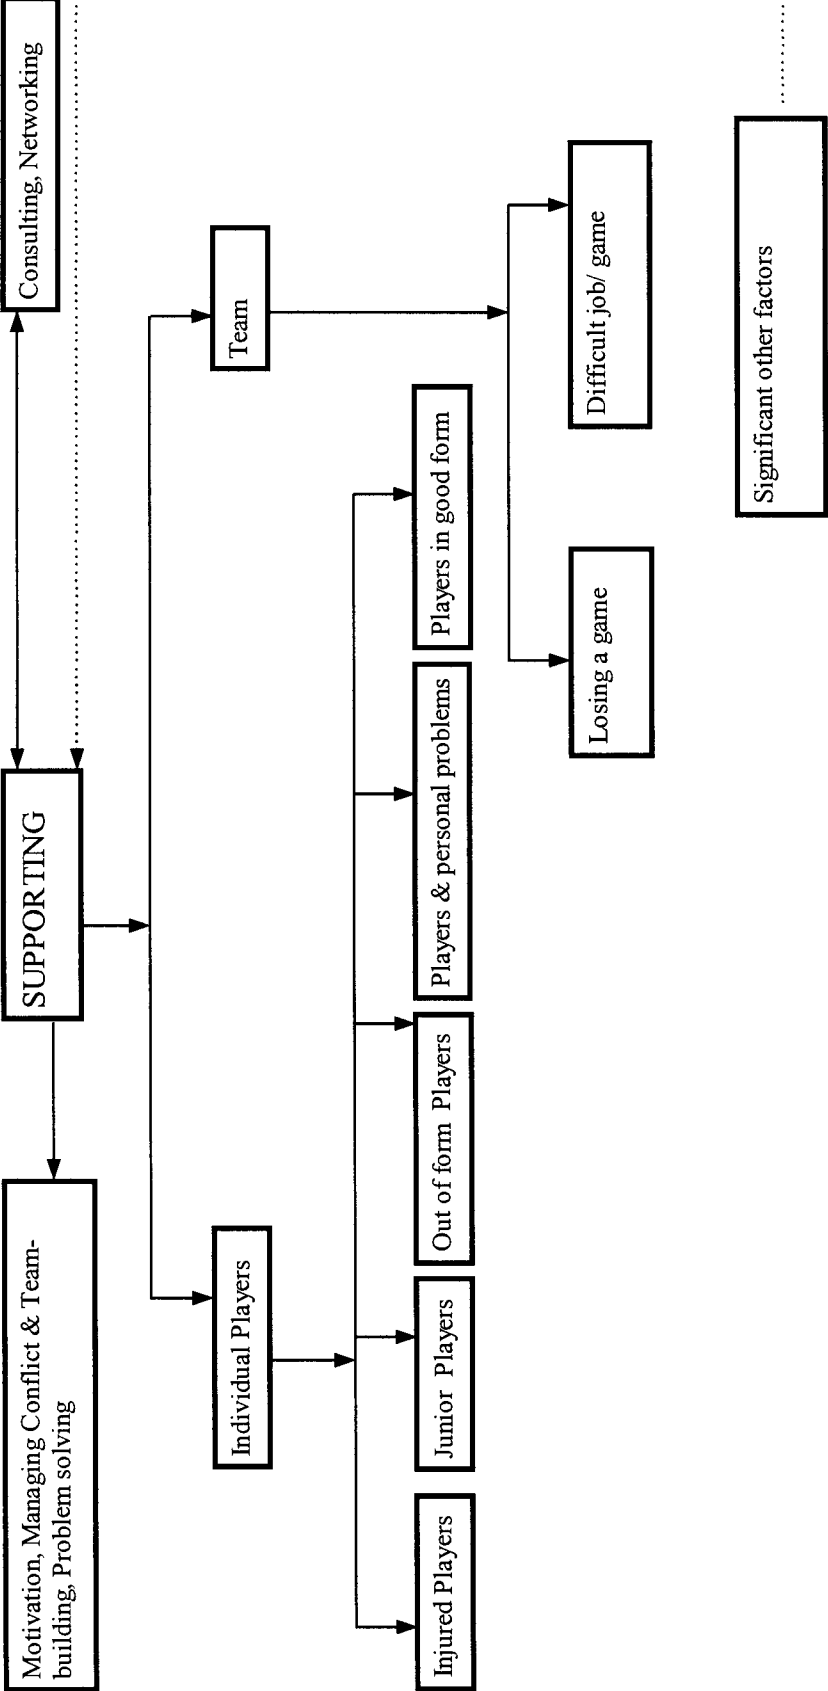 Motivation, Managing Conflict & Team-
building, Problem solving
SUPPORTING
Consulting, Networking
Individual Players
Team
Injured Players
Junior Players
Out of form Players
Players & personal problems
Players in good form
Losing a game
Difficult job/ game
Significant other factors